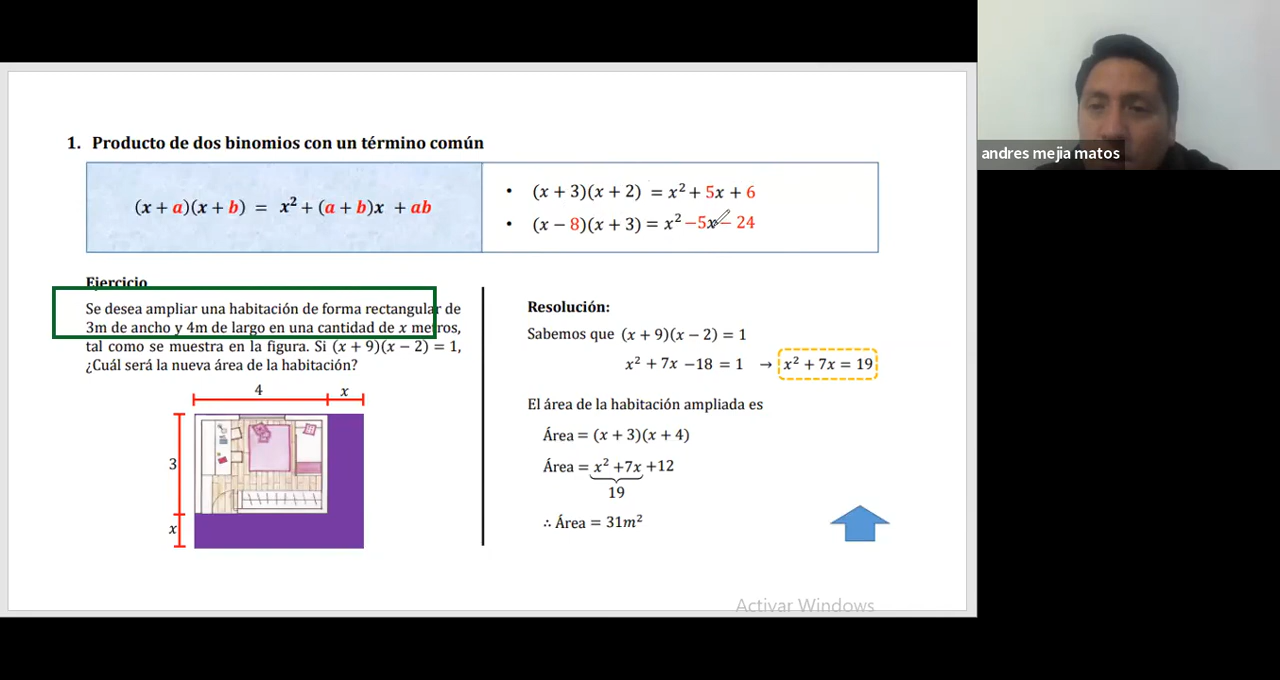 1. Producto de dos binomios con un término común
(x + a)(x + b) = x² + (a + b)x + ab
• (x + 3)(x + 2) = x² + 5x + 6
• (x − 8)(x + 3) = x² −5x − 24
andres mejia matos
Ejercicio
Se desea ampliar una habitación de forma rectangular de
3m de ancho y 4m de largo en una cantidad de x metros,
tal como se muestra en la figura. Si (x + 9)(x − 2) = 1,
¿Cuál será la nueva área de la habitación?
4 x
3
x
Resolución:
Sabemos que (x + 9)(x − 2) = 1
x² + 7x −18 = 1 → x² + 7x = 19
El área de la habitación ampliada es
Área = (x + 3)(x + 4)
Área = x² +7x +12
19
∴ Área = 31m²
Activar Windows